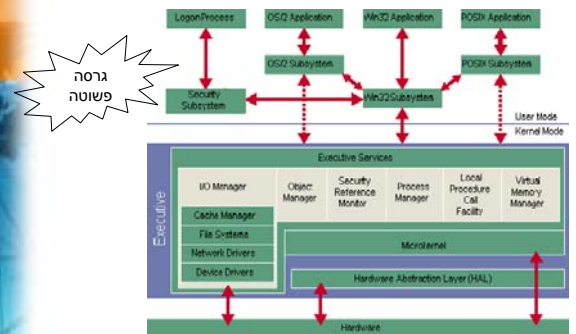 Logon Process
OS/2 Application
Win32 Application
POSIX Application
גרסה
פשוטה
OS/2 Subsystem
POSIX Subsystem
Security
Subsystem
Win32 Subsystem
User Mode
Kernel Mode
Executive
Executive Services
I/O Manager
Object
Manager
Security
Reference
Monitor
Process
Manager
Local
Procedure
Call
Facility
Virtual
Memory
Manager
Cache Manager
File Systems
Network Drivers
Device Drivers
Microkernel
Hardware Abstraction Layer (HAL)
Hardware